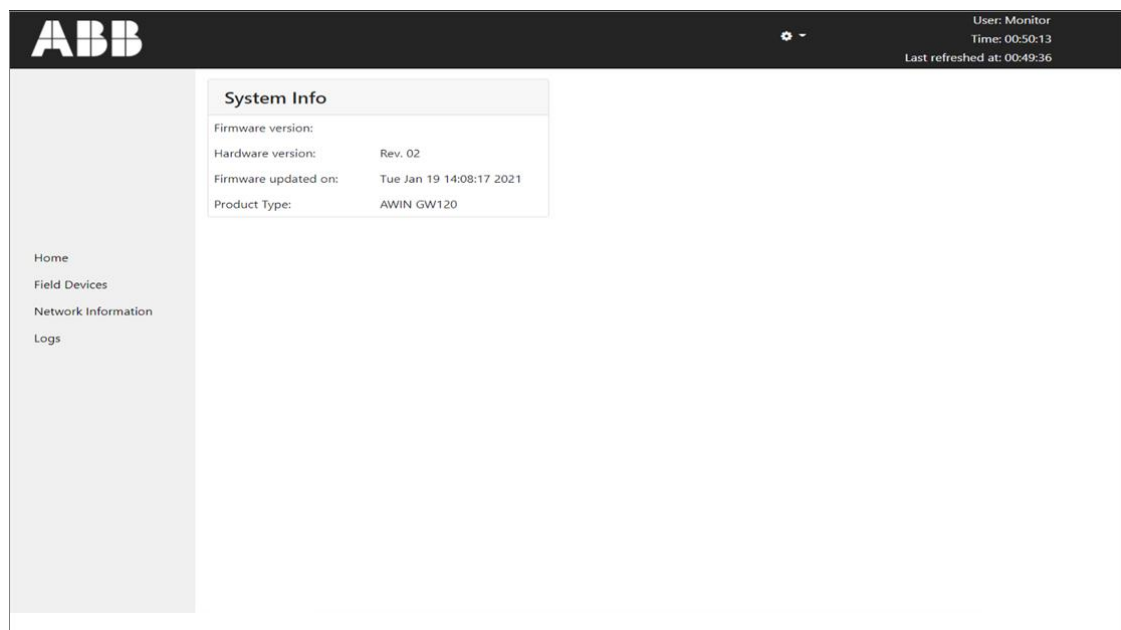 ABB
User: Monitor
Time: 00:50:13
Last refreshed at: 00:49:36
System Info
Firmware version:
Hardware version: Rev. 02
Firmware updated on: Tue Jan 19 14:08:17 2021
Product Type: AWIN GW120
Home
Field Devices
Network Information
Logs